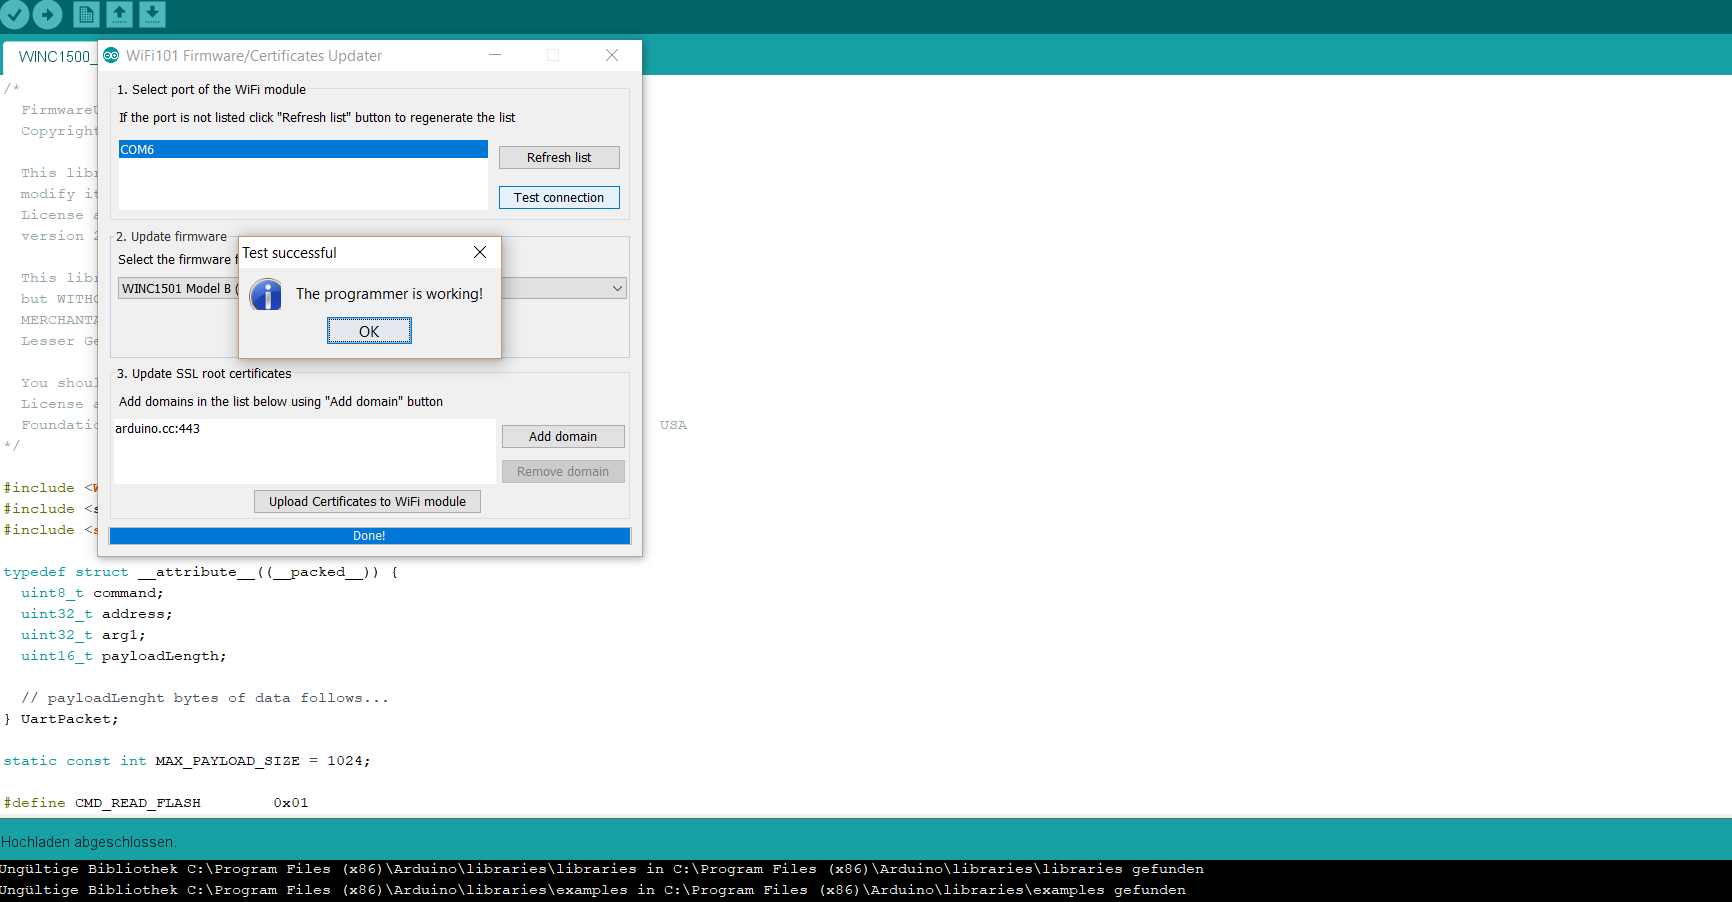 WINC1500_
WiFi101 Firmware/Certificates Updater
1. Select port of the WiFi module
If the port is not listed click "Refresh list" button to regenerate the list
COM6
Refresh list
Test connection
2. Update firmware
Select the firmware f
WINC1501 Model B (
Test successful
The programmer is working!
OK
3. Update SSL root certificates
Add domains in the list below using "Add domain" button
arduino.cc:443
Add domain
Remove domain
Upload Certificates to WiFi module
Done!
/*
FirmwareU
Copyright
This libr
modify it
License a
version 2
This libr
but WITHO
MERCHANTA
Lesser Ge
You shoul
License a
Foundatio USA
*/
#include <W
#include <s
#include <s
typedef struct __attribute__((__packed__)) {
uint8_t command;
uint32_t address;
uint32_t arg1;
uint16_t payloadLength;
// payloadLenght bytes of data follows...
} UartPacket;
static const int MAX_PAYLOAD_SIZE = 1024;
#define CMD_READ_FLASH 0x01
Hochladen abgeschlossen.
Ungültige Bibliothek C:\Program Files (x86)\Arduino\libraries\libraries in C:\Program Files (x86)\Arduino\libraries\libraries gefunden
Ungültige Bibliothek C:\Program Files (x86)\Arduino\libraries\examples in C:\Program Files (x86)\Arduino\libraries\examples gefunden